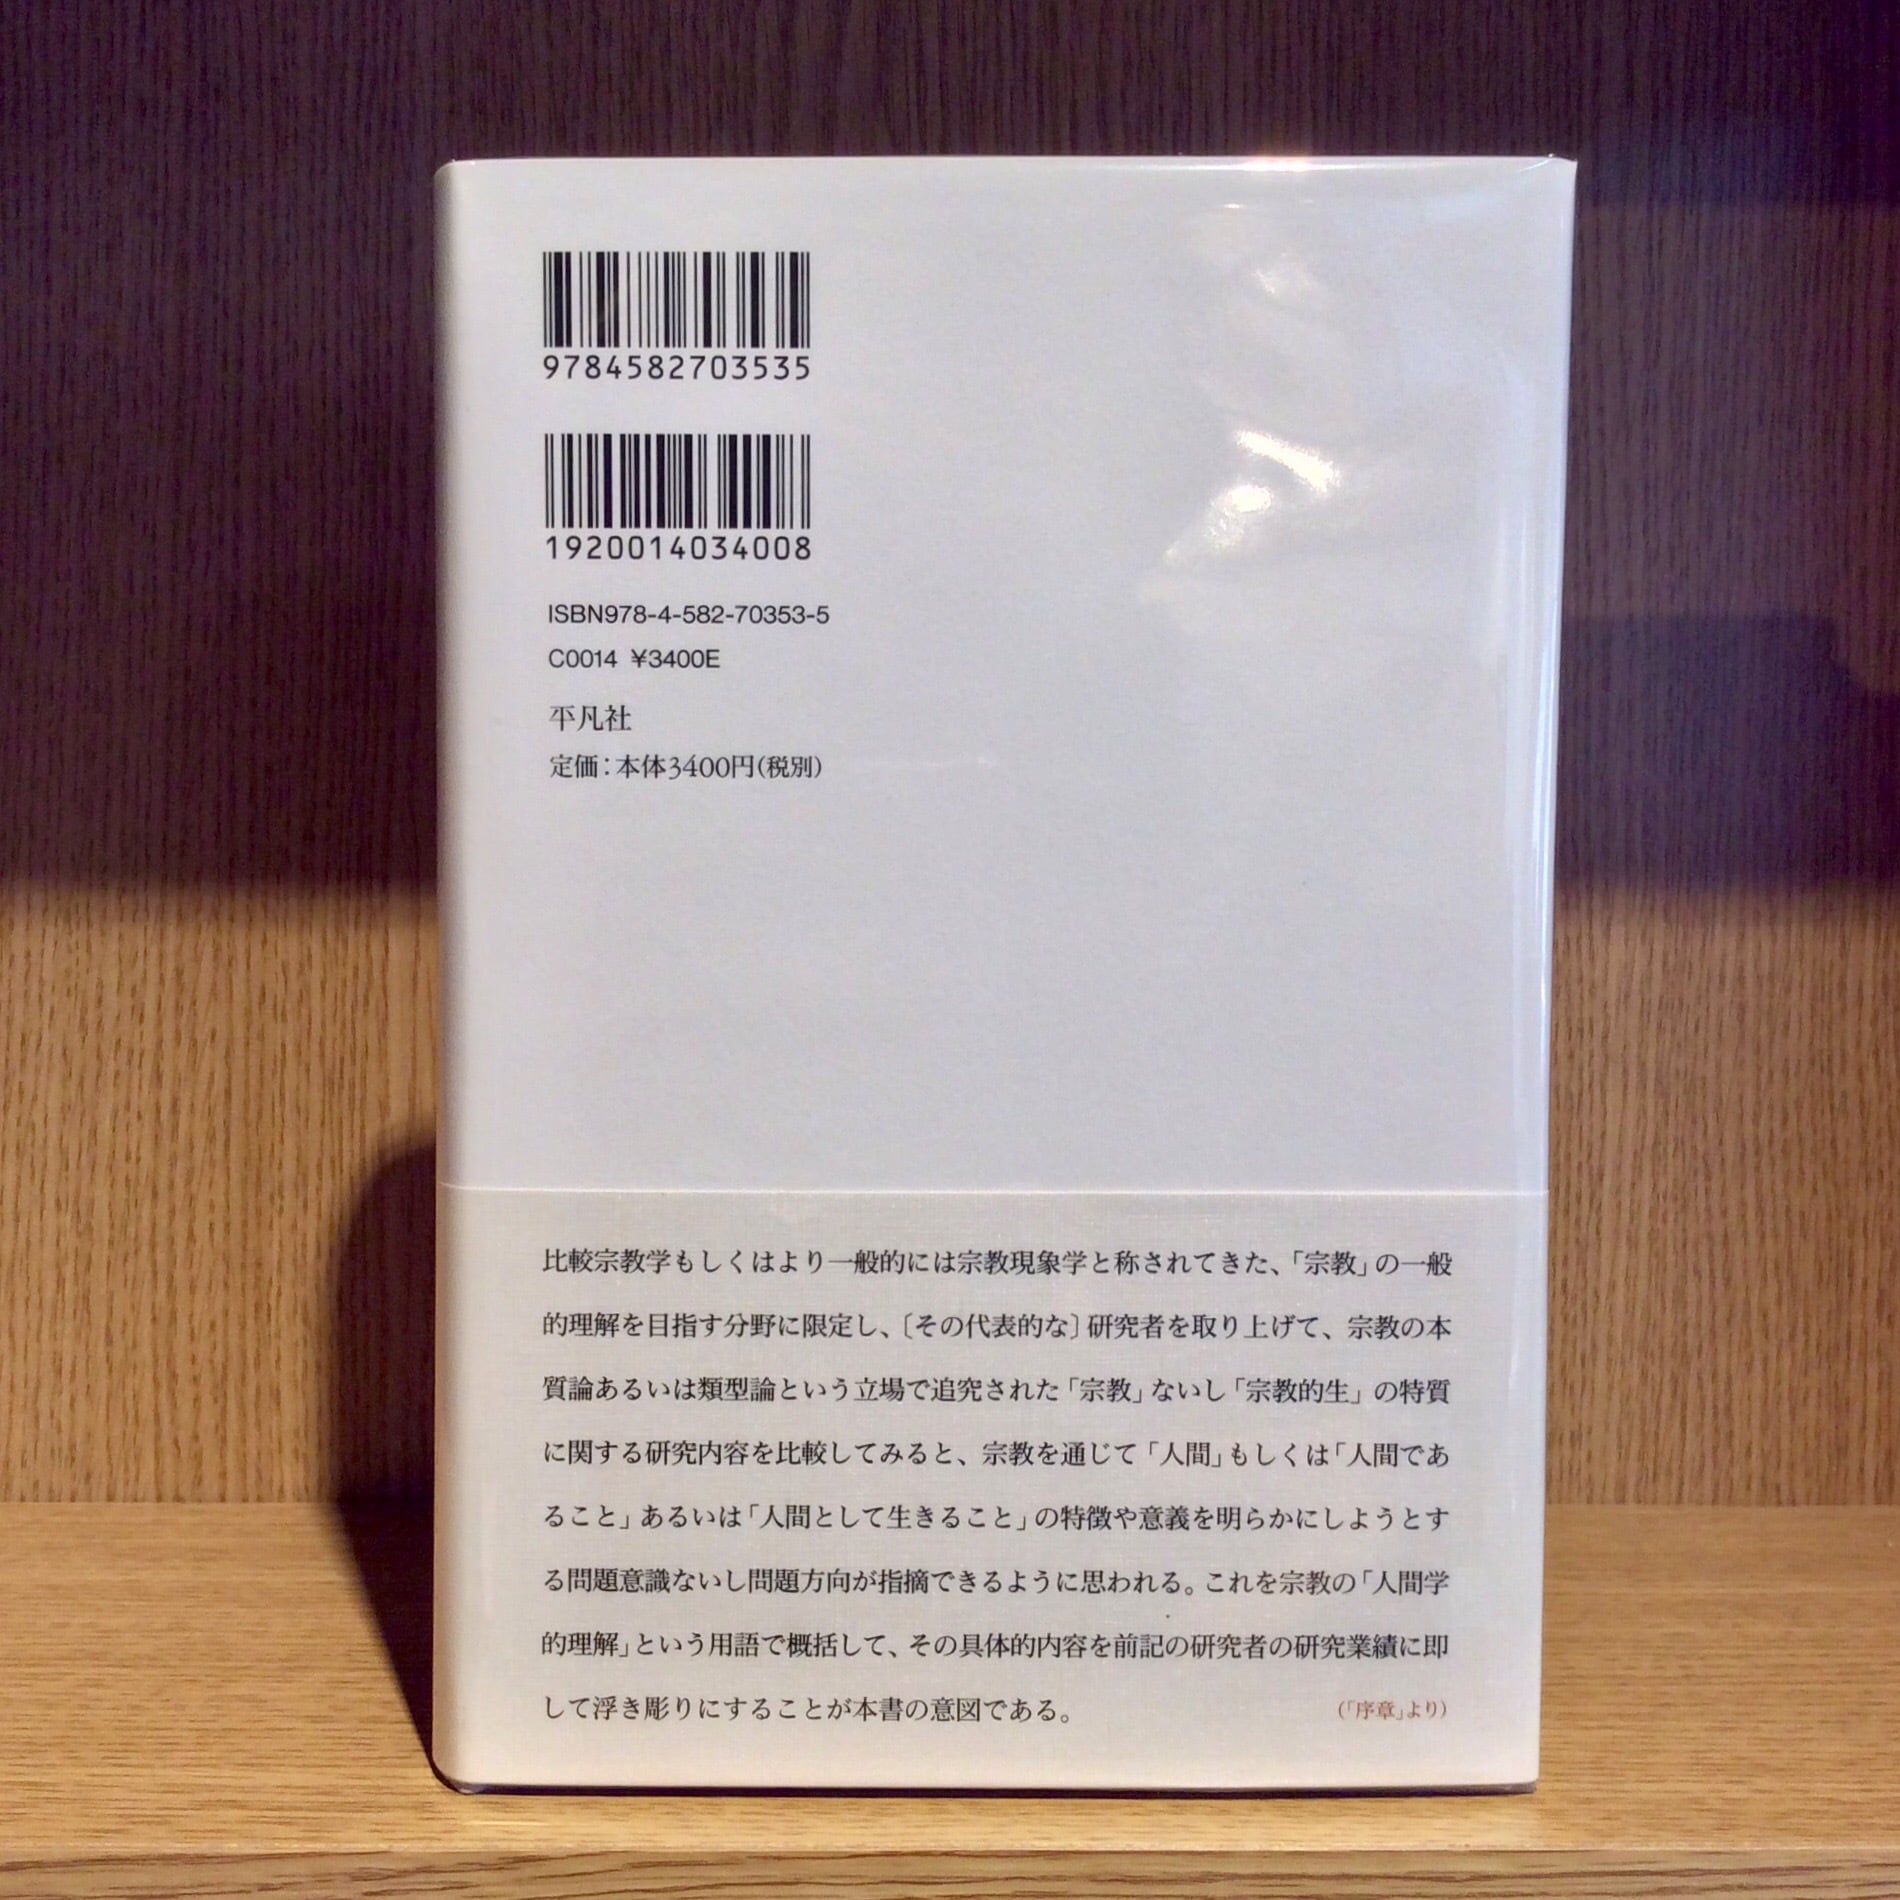 9784582703535
1920014034008
ISBN978-4-582-70353-5
C0014 ¥3400E
平凡社
定価：本体3400円(税別)
比較宗教学もしくはより一般的には宗教現象学と称されてきた、「宗教」の一般
的理解を目指す分野に限定し、〔その代表的な〕研究者を取り上げて、宗教の本
質論あるいは類型論という立場で追究された「宗教」ないし「宗教的生」の特質
に関する研究内容を比較してみると、宗教を通じて「人間」もしくは「人間であ
ること」あるいは「人間として生きること」の特徴や意義を明らかにしようとす
る問題意識ないし問題方向が指摘できるように思われる。これを宗教の「人間学
的理解」という用語で概括して、その具体的内容を前記の研究者の研究業績に即
して浮き彫りにすることが本書の意図である。 (「序章」より)